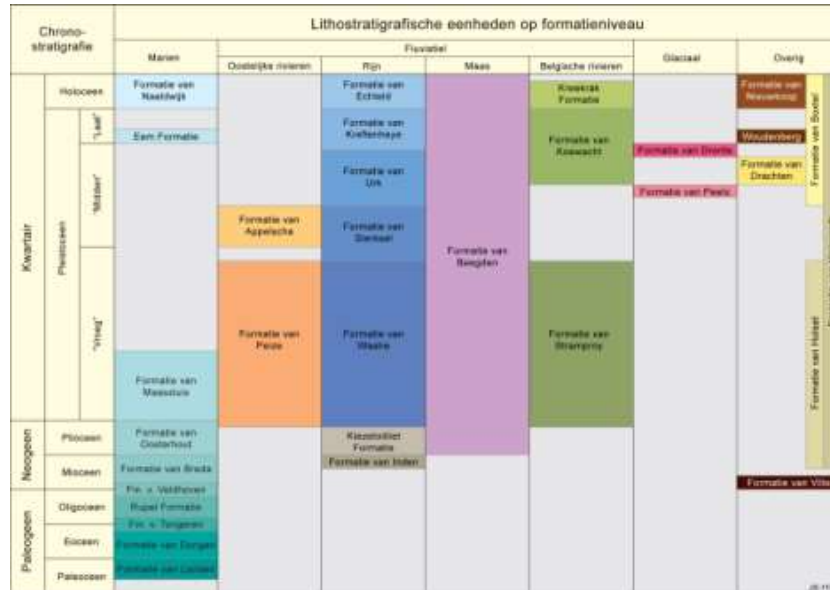 Chrono-
stratigrafie
Lithostratigrafische eenheden op formatieniveau
Marien
Fluviatiel
Glaciaal
Overig
Oostelijke rivieren
Rijn
Maas
Belgische rivieren
Kwartair
Holoceen
Pleistoceen
"Laat"
"Midden"
"Vroeg"
Neogeen
Plioceen
Mioceen
Paleogeen
Oligoceen
Eoceen
Paleoceen
Formatie van
Naaldwijk
Eem Formatie
Formatie van
Maassluis
Formatie van
Oosterhout
Formatie van Breda
Fm. v. Veldhoven
Rupel Formatie
Fm. v. Tongeren
Formatie van Dongen
Formatie van Landen
Formatie van
Appelscha
Formatie van
Peize
Formatie van
Echteld
Formatie van
Kreftenheye
Formatie van
Urk
Formatie van
Sterksel
Formatie van
Waalre
Kiezeloöliet
Formatie
Formatie van Inden
Formatie van
Beegden
Kreekrak
Formatie
Formatie van
Koewacht
Formatie van
Stramproy
Formatie van Drente
Formatie van Peelo
Formatie van
Nieuwkoop
Woudenberg
Formatie van
Drachten
Formatie van Boxtel
Formatie van Holset
Formatie van Ville